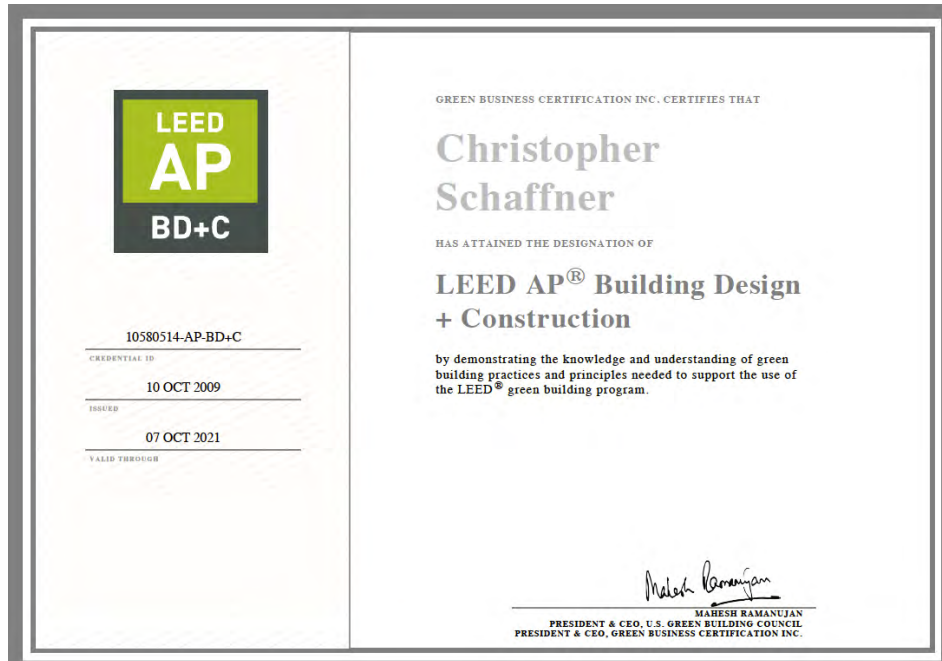 LEED
AP
BD+C
10580514-AP-BD+C
CREDENTIAL ID
10 OCT 2009
ISSUED
07 OCT 2021
VALID THROUGH
GREEN BUSINESS CERTIFICATION INC. CERTIFIES THAT
Christopher
Schaffner
HAS ATTAINED THE DESIGNATION OF
LEED AP® Building Design
+ Construction
by demonstrating the knowledge and understanding of green
building practices and principles needed to support the use of
the LEED® green building program.
Mahesh Ramanujan
MAHESH RAMANUJAN
PRESIDENT & CEO, U.S. GREEN BUILDING COUNCIL
PRESIDENT & CEO, GREEN BUSINESS CERTIFICATION INC.